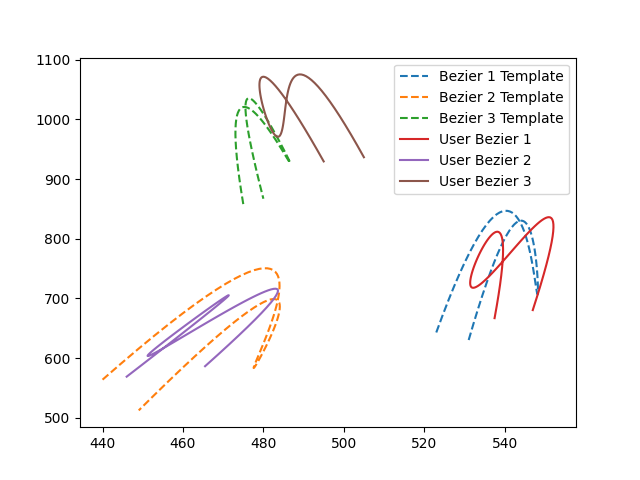 1100
1000
900
800
700
600
500
440 460 480 500 520 540
Bezier 1 Template
Bezier 2 Template
Bezier 3 Template
User Bezier 1
User Bezier 2
User Bezier 3